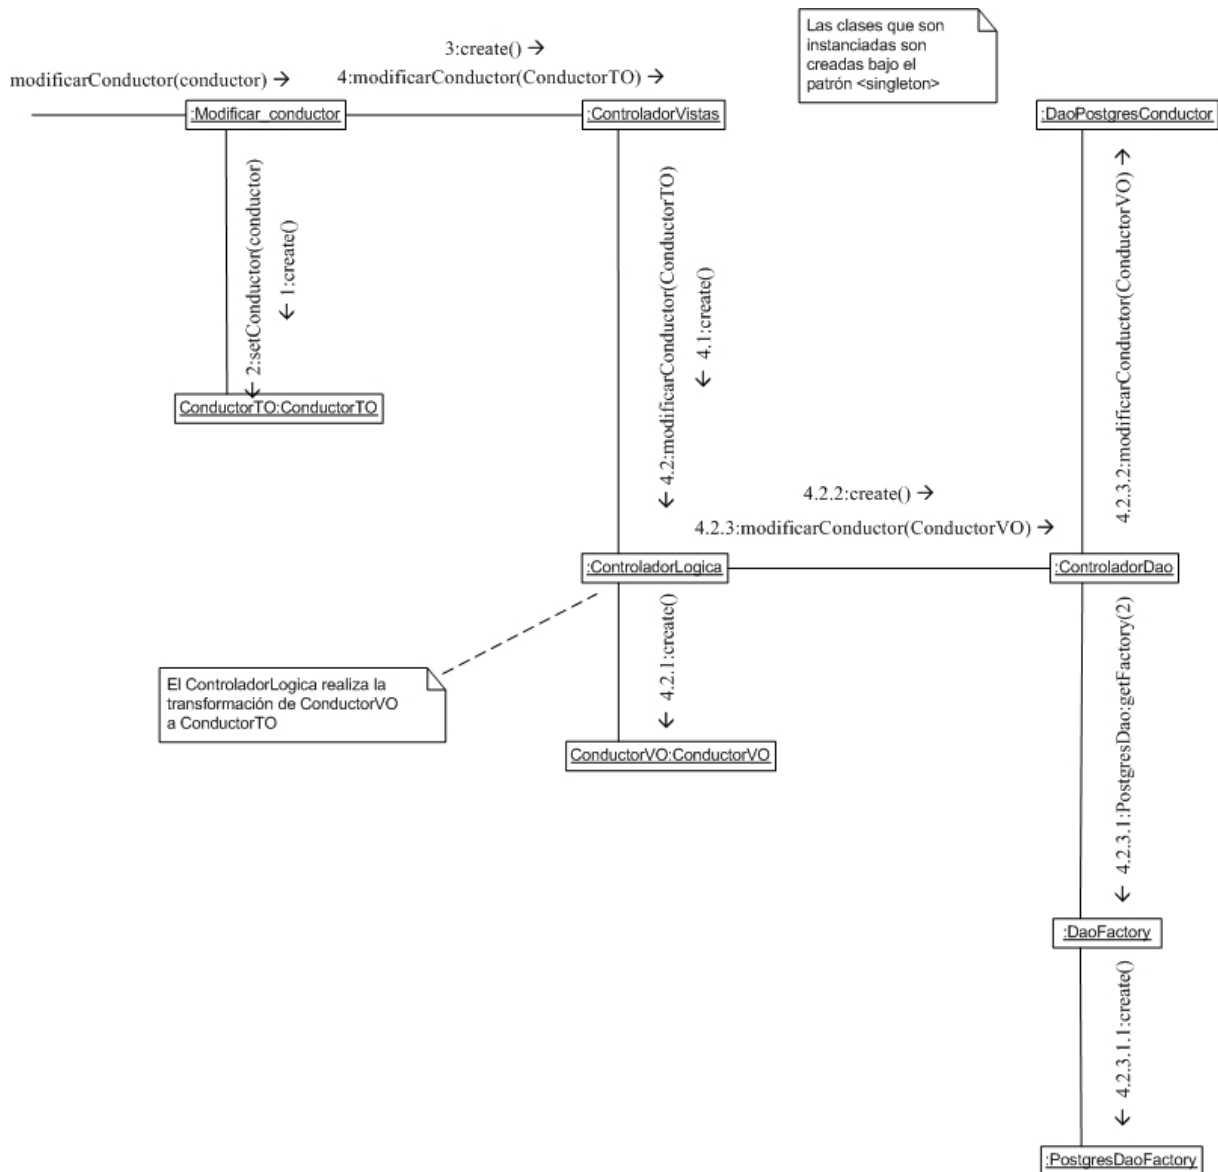 Las clases que son
instanciadas son
creadas bajo el
patrón <singleton>
3:create() →
modificarConductor(conductor) →
4:modificarConductor(ConductorTO) →
:Modificar_conductor
:ControladorVistas
:DaoPostgresConductor
← 2:setConductor(conductor)
← 1:create()
← 4.2:modificarConductor(ConductorTO)
← 4.1:create()
4.2.3.2:modificarConductor(ConductorVO) →
ConductorTO:ConductorTO
4.2.2:create() →
4.2.3:modificarConductor(ConductorVO) →
:ControladorLogica
:ControladorDao
← 4.2.1:create()
← 4.2.3.1:PostgresDao:getFactory(2)
El ControladorLogica realiza la
transformación de ConductorVO
a ConductorTO
ConductorVO:ConductorVO
:DaoFactory
← 4.2.3.1.1:create()
:PostgresDaoFactory